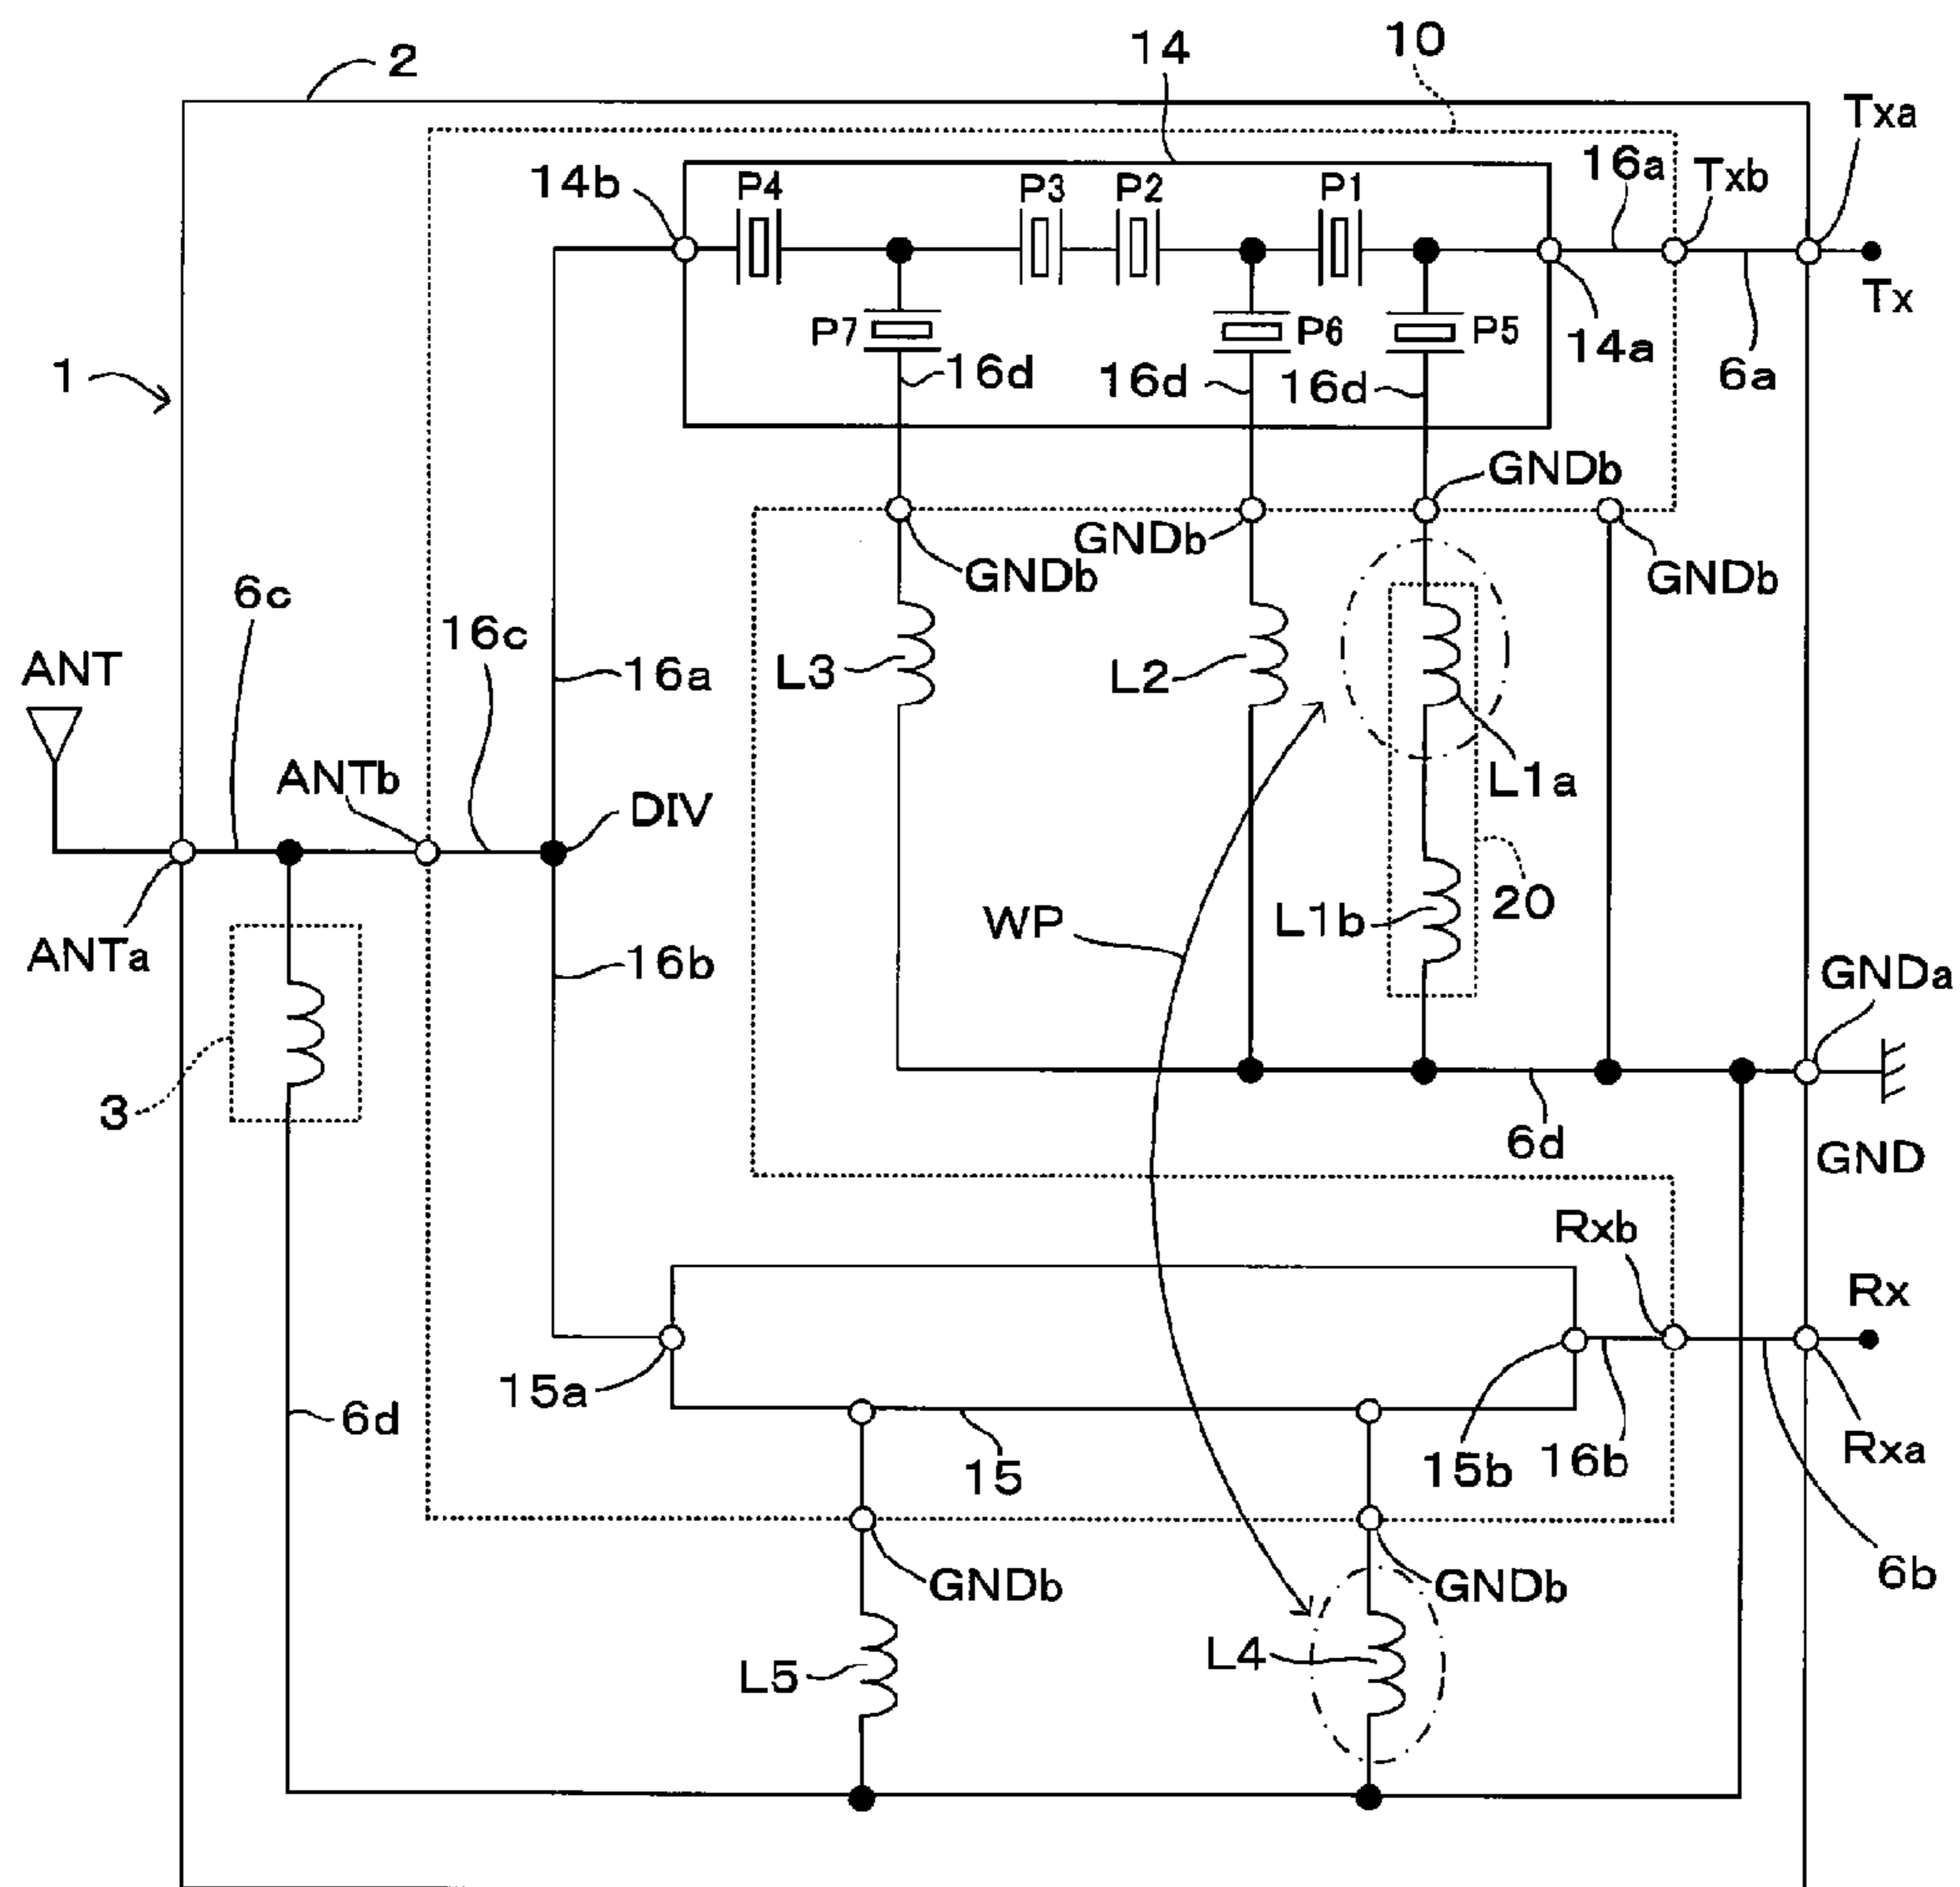 2
14
10
Txa
16a
Txb
14b
P4
P3
P2
P1
Tx
P7
P6
P5
14a
6a
1
16d
16d
16d
GNDb
GNDb
GNDb
GNDb
6c
16c
ANT
16a
L3
L2
L1a
ANTb
DIV
20
WP
L1b
ANTa
16b
GNDa
3
6d
GND
Rxb
Rx
15a
6d
15
15b
16b
Rxa
GNDb
GNDb
6b
L5
L4